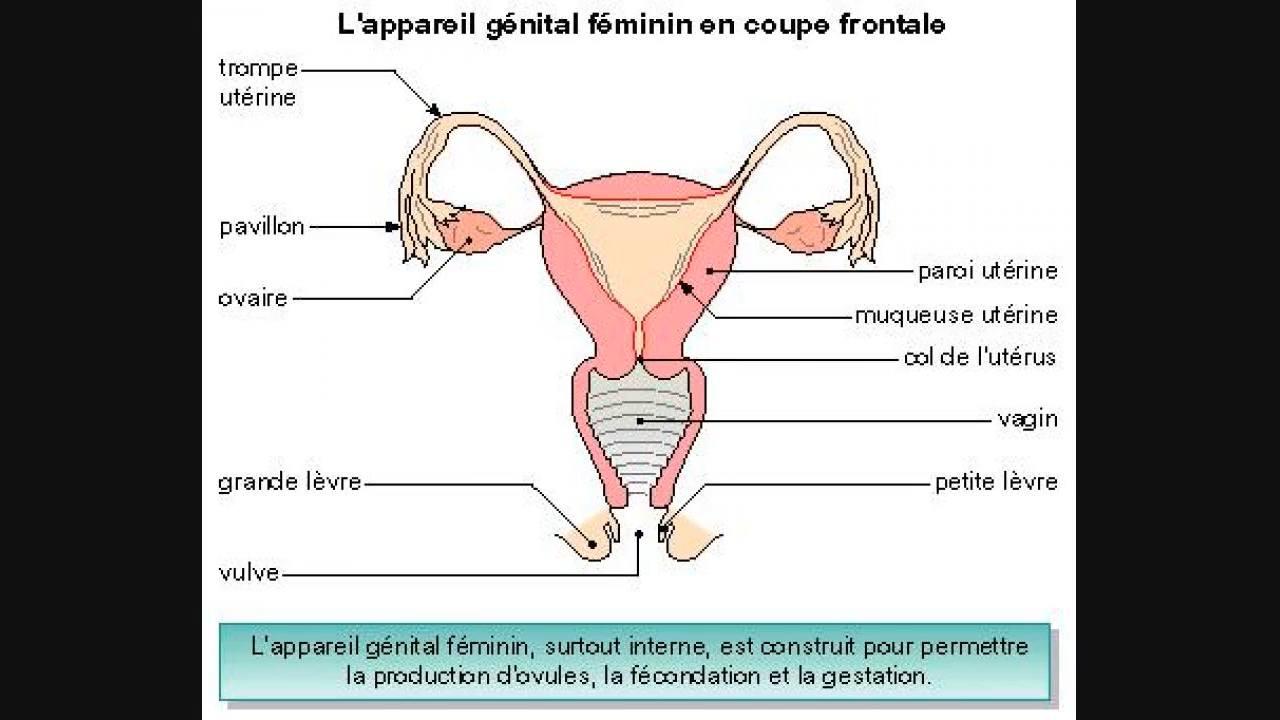 L'appareil génital féminin en coupe frontale
trompe
utérine
pavillon
ovaire
paroi utérine
muqueuse utérine
col de l'utérus
vagin
grande lèvre
petite lèvre
vulve
L'appareil génital féminin, surtout interne, est construit pour permettre
la production d'ovules, la fécondation et la gestation.